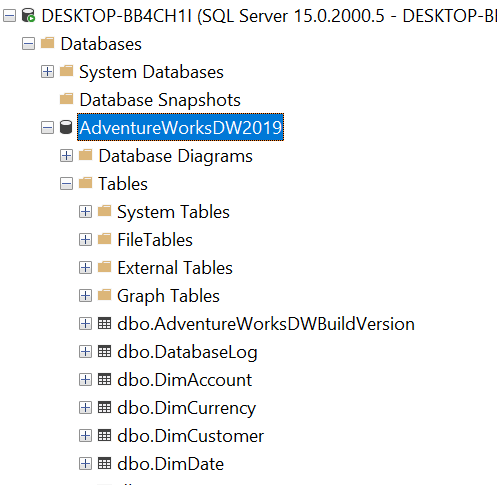 DESKTOP-BB4CH1I (SQL Server 15.0.2000.5 - DESKTOP-BB
Databases
System Databases
Database Snapshots
AdventureWorksDW2019
Database Diagrams
Tables
System Tables
FileTables
External Tables
Graph Tables
dbo.AdventureWorksDWBuildVersion
dbo.DatabaseLog
dbo.DimAccount
dbo.DimCurrency
dbo.DimCustomer
dbo.DimDate